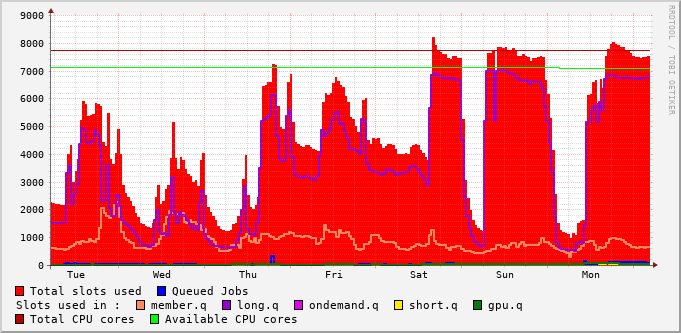 9000
8000
7000
6000
5000
4000
3000
2000
1000
0
Tue Wed Thu Fri Sat Sun Mon
RRDTOOL / TOBI OETIKER
Total slots used Queued Jobs
Slots used in : member.q long.q ondemand.q short.q gpu.q
Total CPU cores Available CPU cores